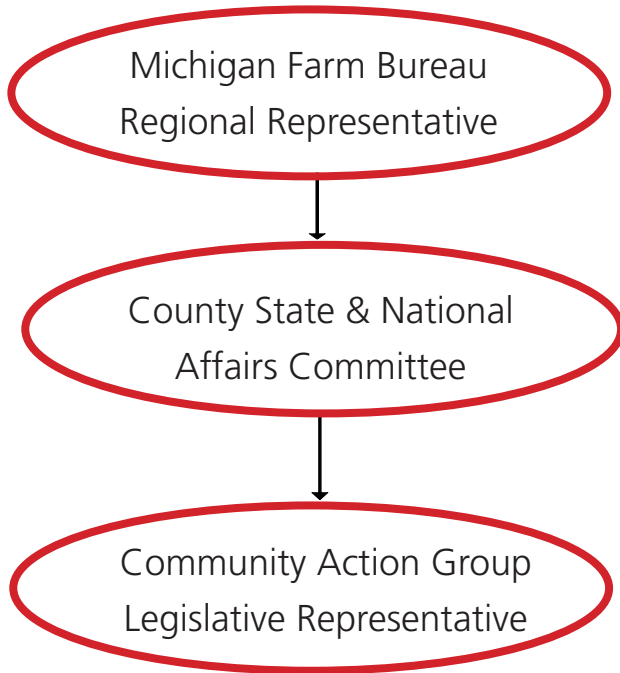 Michigan Farm Bureau
Regional Representative
County State & National
Affairs Committee
Community Action Group
Legislative Representative